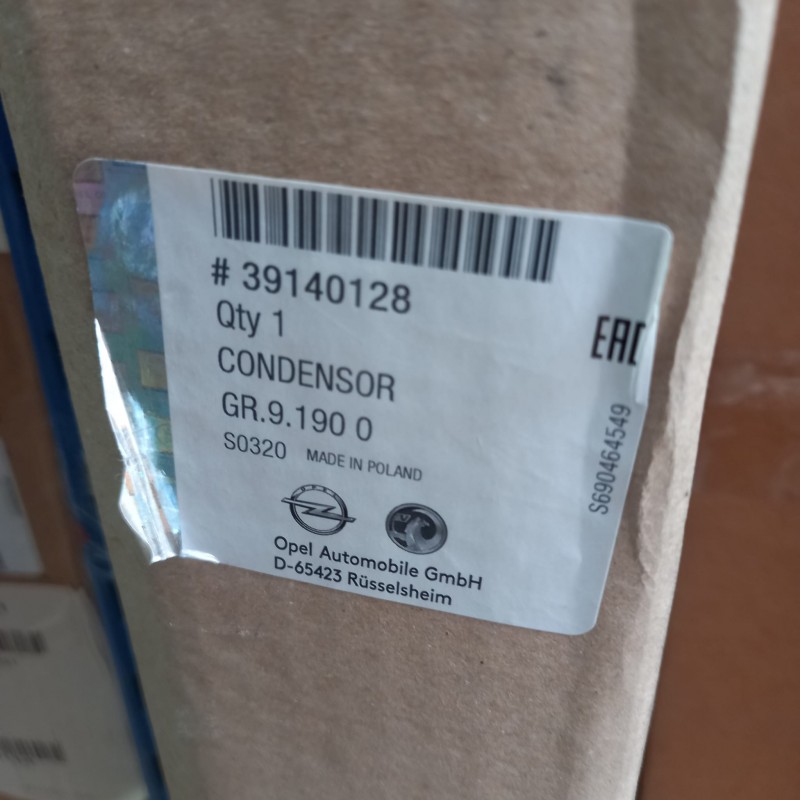 # 39140128
Qty 1
CONDENSOR
GR.9.190 0
S0320 MADE IN POLAND
Opel Automobile GmbH
D-65423 Rüsselsheim
EAC
S690464549